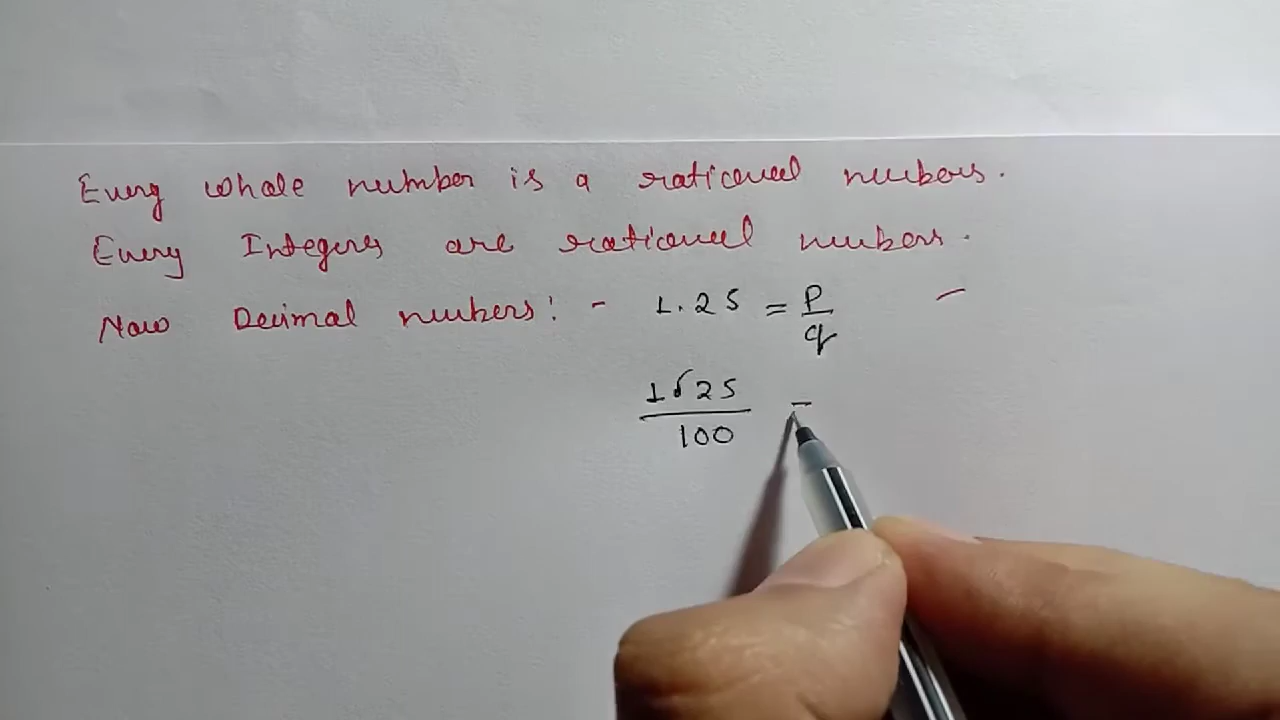 Every whole number is a rational numbers.
Every Integers are rational numbers.
Now Decimal numbers: - 1.25 = P/q
125/100 =